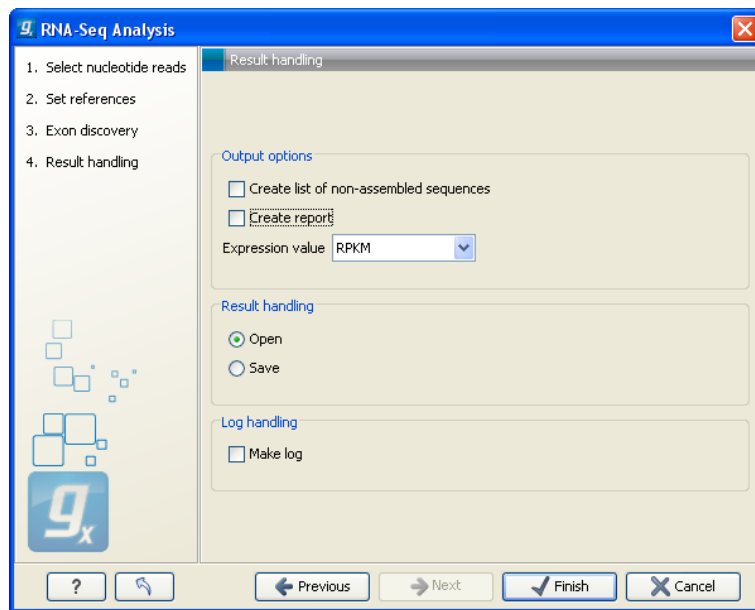 RNA-Seq Analysis
1. Select nucleotide reads
2. Set references
3. Exon discovery
4. Result handling
Result handling
Output options
Create list of non-assembled sequences
Create report
Expression value RPKM
Result handling
Open
Save
Log handling
Make log
gx
? Previous Next Finish Cancel